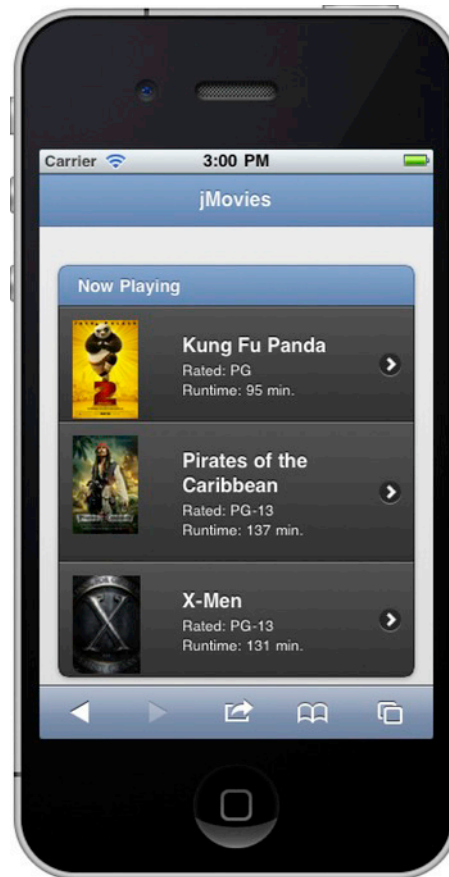 Carrier 3:00 PM
jMovies
Now Playing
2
Kung Fu Panda
Rated: PG
Runtime: 95 min.
Pirates of the
Caribbean
Rated: PG-13
Runtime: 137 min.
X
X-Men
Rated: PG-13
Runtime: 131 min.